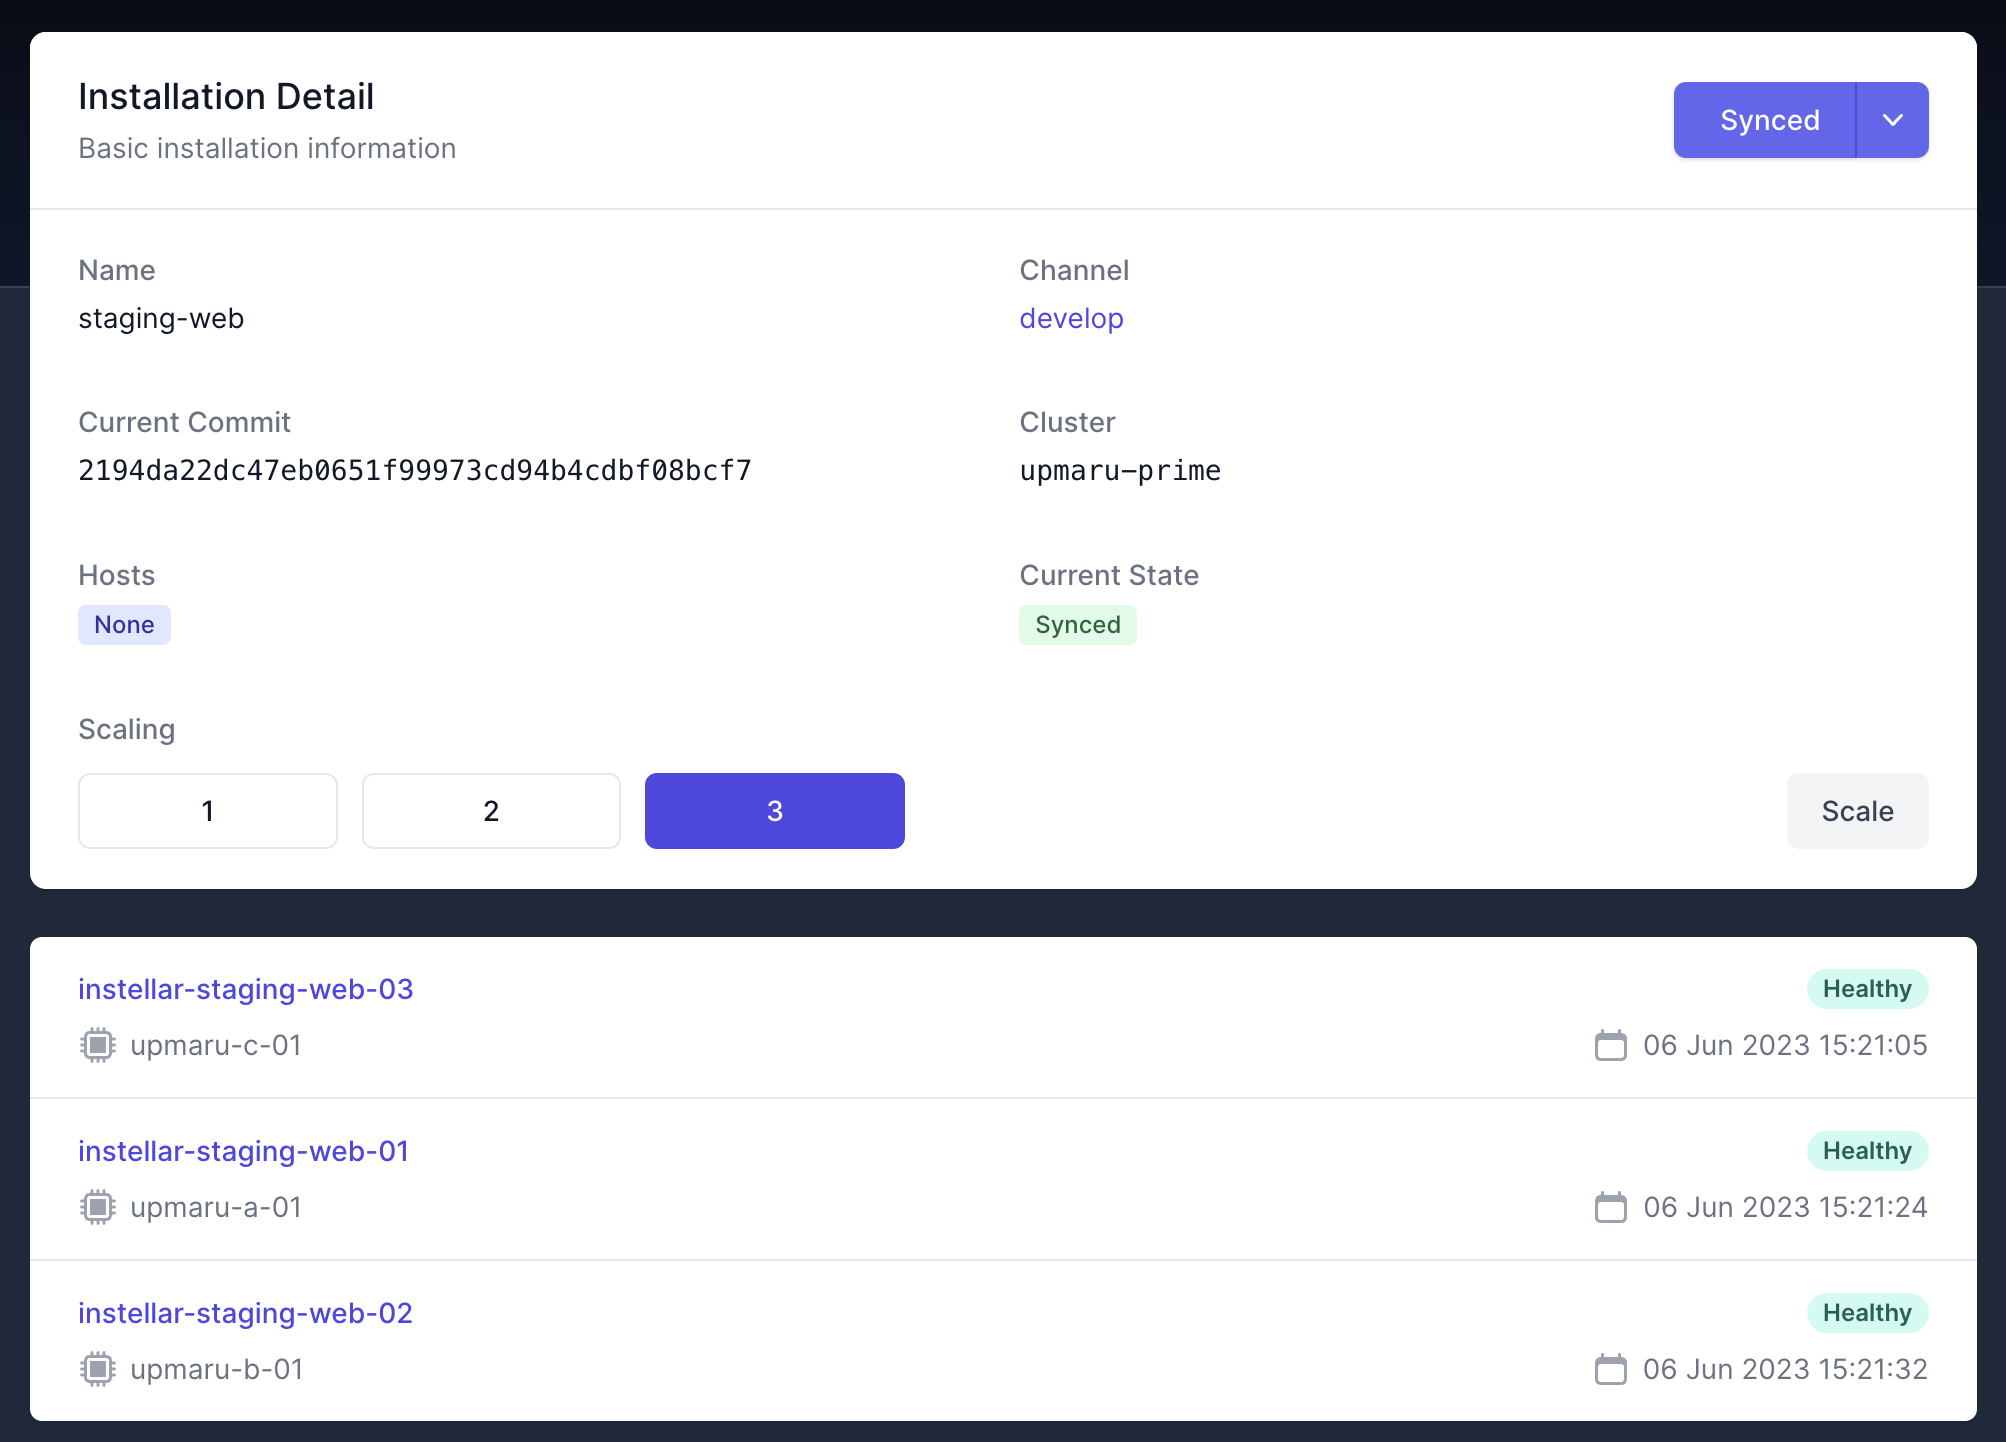 Installation Detail
Basic installation information
Synced
Name
staging-web
Channel
develop
Current Commit
2194da22dc47eb0651f99973cd94b4cdbf08bcf7
Cluster
upmaru-prime
Hosts
None
Current State
Synced
Scaling
1
2
3
Scale
instellar-staging-web-03
Healthy
upmaru-c-01
06 Jun 2023 15:21:05
instellar-staging-web-01
Healthy
upmaru-a-01
06 Jun 2023 15:21:24
instellar-staging-web-02
Healthy
upmaru-b-01
06 Jun 2023 15:21:32